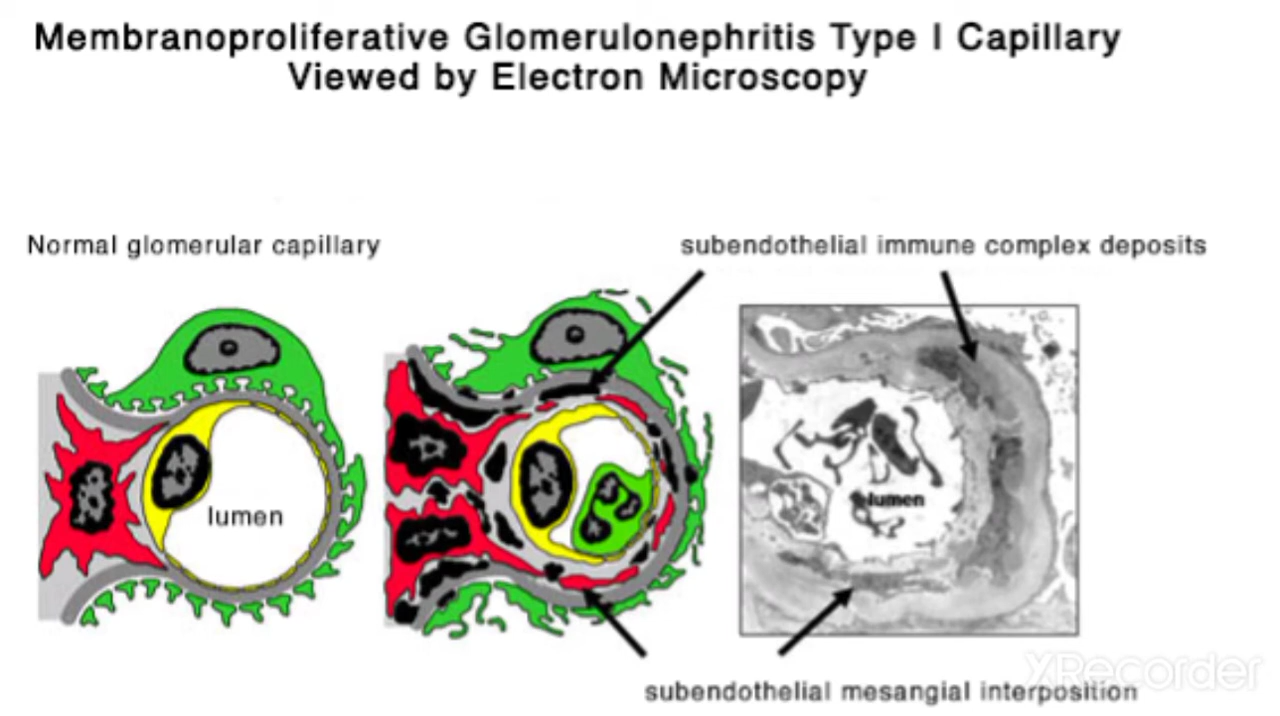 Membranoproliferative Glomerulonephritis Type I Capillary
Viewed by Electron Microscopy
Normal glomerular capillary
subendothelial immune complex deposits
lumen
lumen
subendothelial mesangial interposition
XRecorder